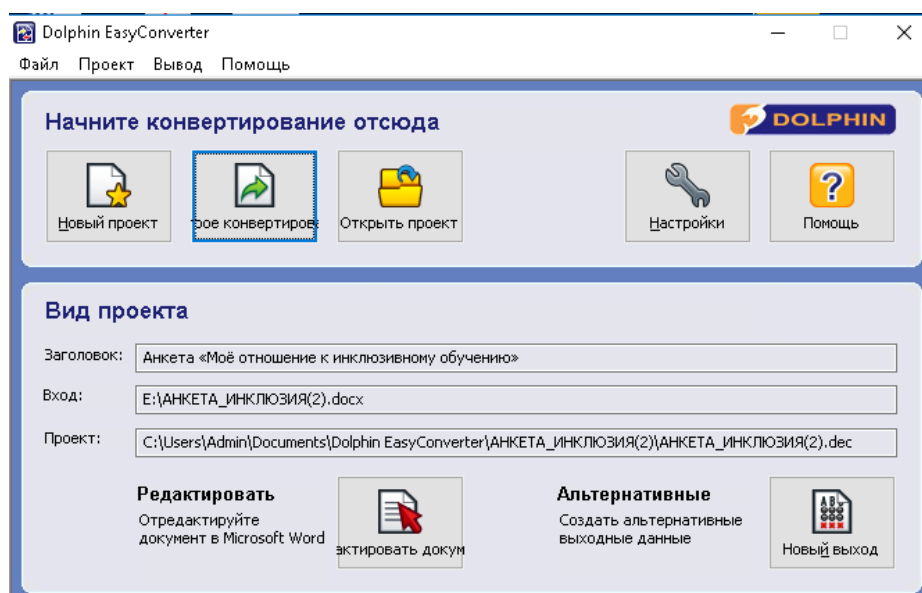 Dolphin EasyConverter
Файл Проект Вывод Помощь
Начните конвертирование отсюда
DOLPHIN
Новый проект
рое конвертирова
Открыть проект
Настройки
Помощь
Вид проекта
Заголовок: Анкета «Моё отношение к инклюзивному обучению»
Вход: E:\АНКЕТА_ИНКЛЮЗИЯ(2).docx
Проект: C:\Users\Admin\Documents\Dolphin EasyConverter\АНКЕТА_ИНКЛЮЗИЯ(2)\АНКЕТА_ИНКЛЮЗИЯ(2).dec
Редактировать
Отредактируйте
документ в Microsoft Word
актировать докум
Альтернативные
Создать альтернативные
выходные данные
Новый выход